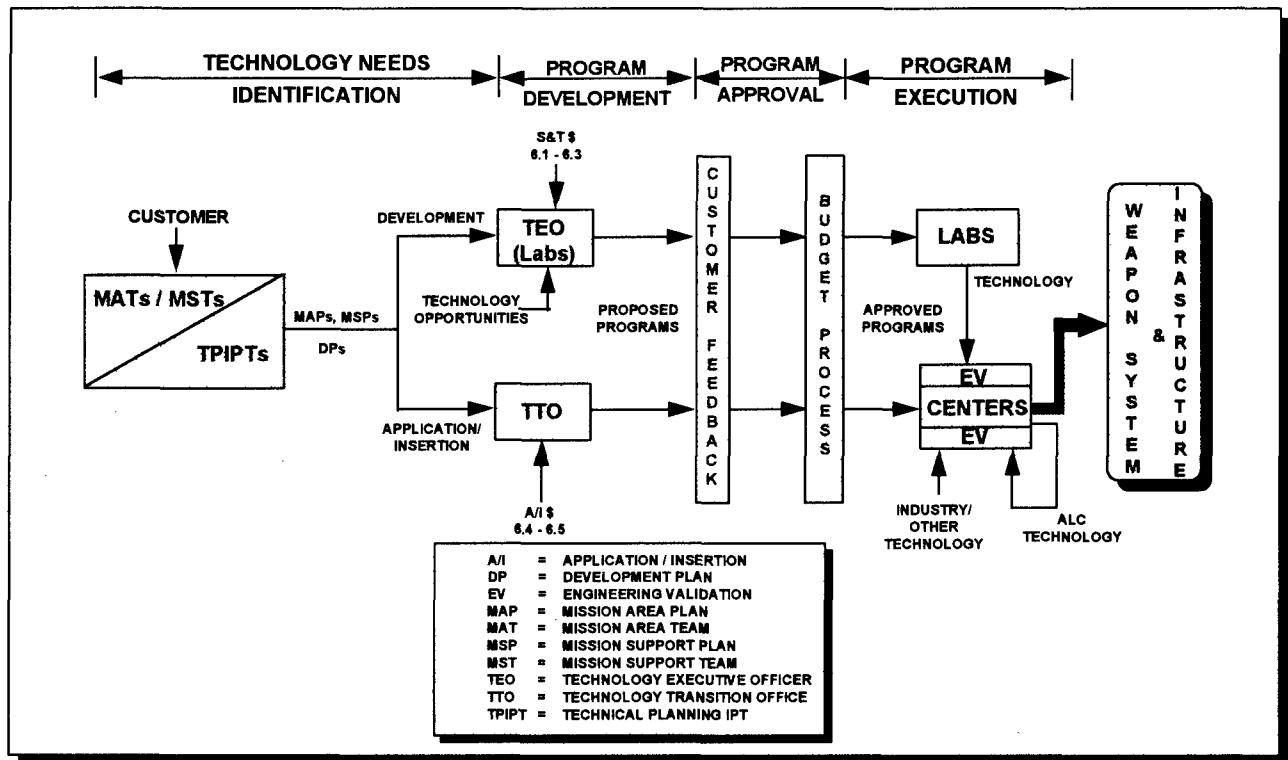 TECHNOLOGY NEEDS
IDENTIFICATION
PROGRAM
DEVELOPMENT
PROGRAM
APPROVAL
PROGRAM
EXECUTION
S&T $
6.1 - 6.3
CUSTOMER
MATs / MSTs
TPIPTs
MAPs, MSPs
DPs
DEVELOPMENT
TEO
(Labs)
TECHNOLOGY
OPPORTUNITIES
APPLICATION/
INSERTION
TTO
A/I $
6.4 - 6.5
PROPOSED
PROGRAMS
CUSTOMER FEEDBACK
BUDGET PROCESS
LABS
TECHNOLOGY
APPROVED
PROGRAMS
EV
CENTERS
EV
INDUSTRY/
OTHER
TECHNOLOGY
ALC
TECHNOLOGY
WEAPON SYSTEM
&
INFRASTRUCTURE
A/I = APPLICATION / INSERTION
DP = DEVELOPMENT PLAN
EV = ENGINEERING VALIDATION
MAP = MISSION AREA PLAN
MAT = MISSION AREA TEAM
MSP = MISSION SUPPORT PLAN
MST = MISSION SUPPORT TEAM
TEO = TECHNOLOGY EXECUTIVE OFFICER
TTO = TECHNOLOGY TRANSITION OFFICE
TPIPT = TECHNICAL PLANNING IPT